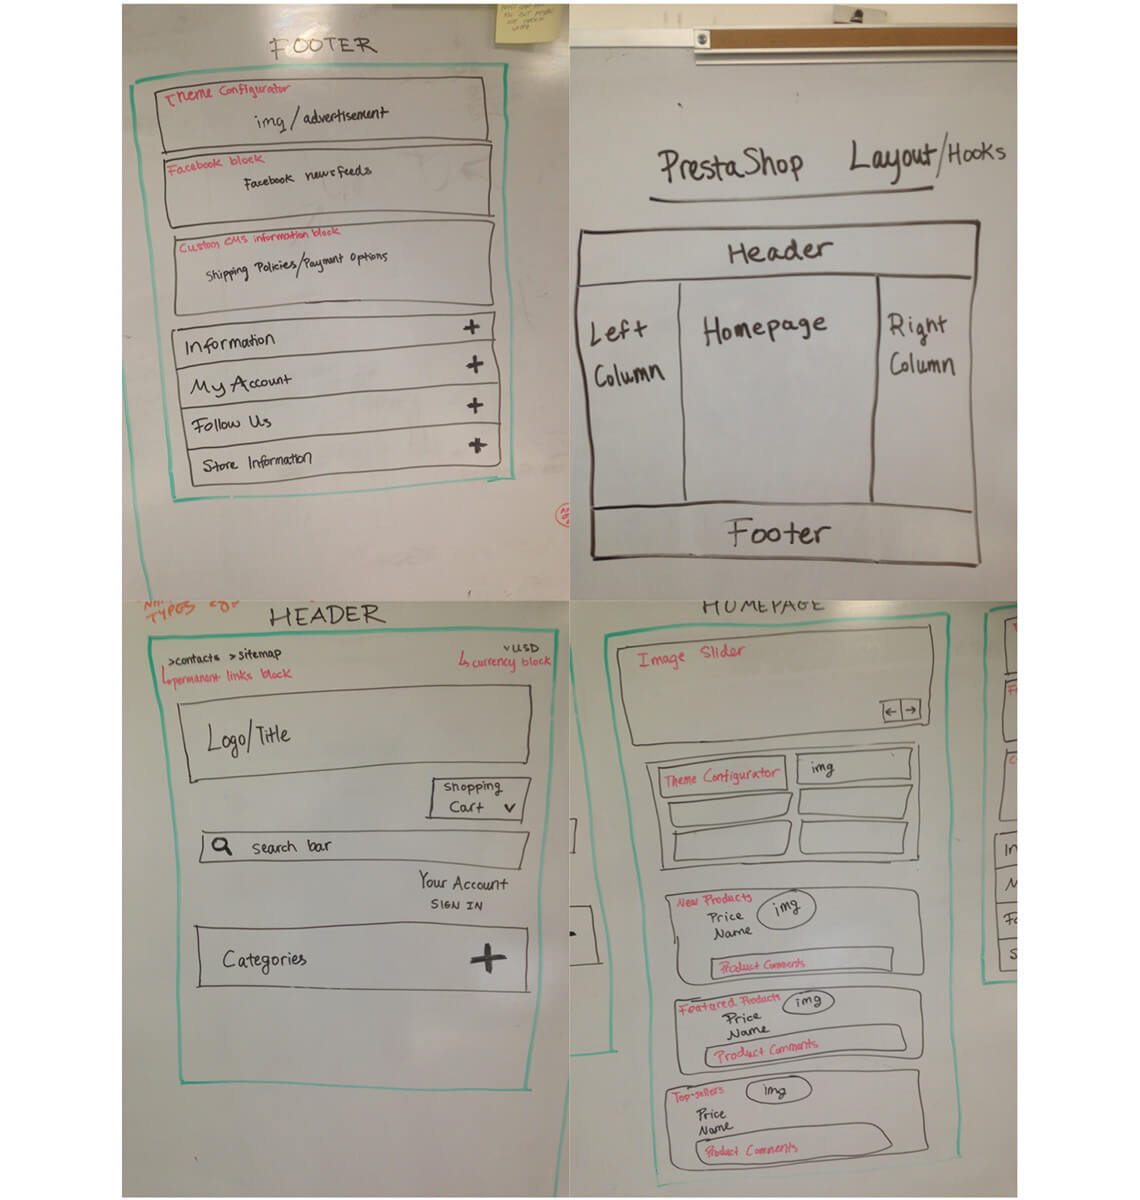 FOOTER
Theme Configurator
img/advertisement
Facebook block
Facebook newsfeeds
Custom CMS information block
Shipping Policies/Payment Options
Information +
My Account +
Follow Us +
Store Information +
PrestaShop Layout/Hooks
Header
Left
Column
Homepage
Right
Column
Footer
TYPES
HEADER
>contacts >sitemap
permanent links block
v USD
currency block
Logo/Title
Shopping
Cart v
search bar
Your Account
SIGN IN
Categories +
HOMEPAGE
Image Slider
← →
Theme Configurator
img
New Products
img
Price
Name
Product Comments
Featured Products
img
Price
Name
Product Comments
Top-sellers
img
Price
Name
Product Comments
In
M
Fo
S